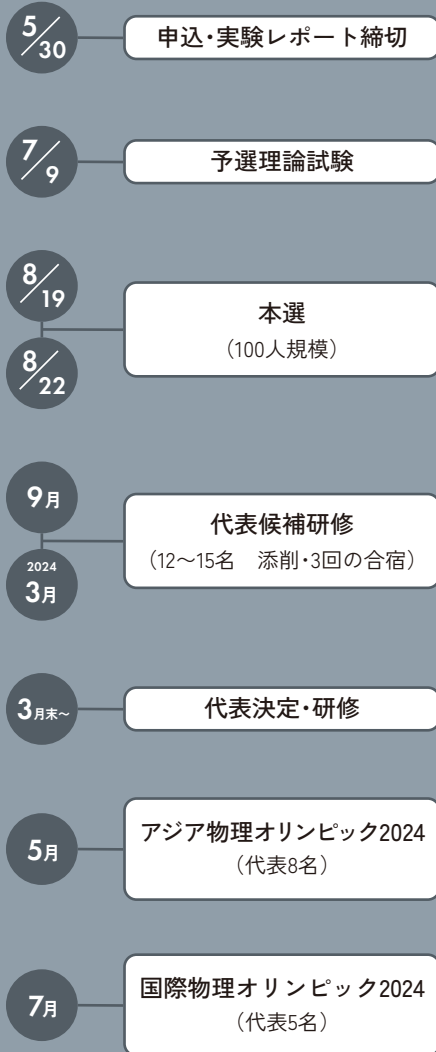 5/30
申込・実験レポート締切
7/9
予選理論試験
8/19
8/22
本選
（100人規模）
9月
2024
3月
代表候補研修
（12〜15名　添削・3回の合宿）
3月末〜
代表決定・研修
5月
アジア物理オリンピック2024
（代表8名）
7月
国際物理オリンピック2024
（代表5名）